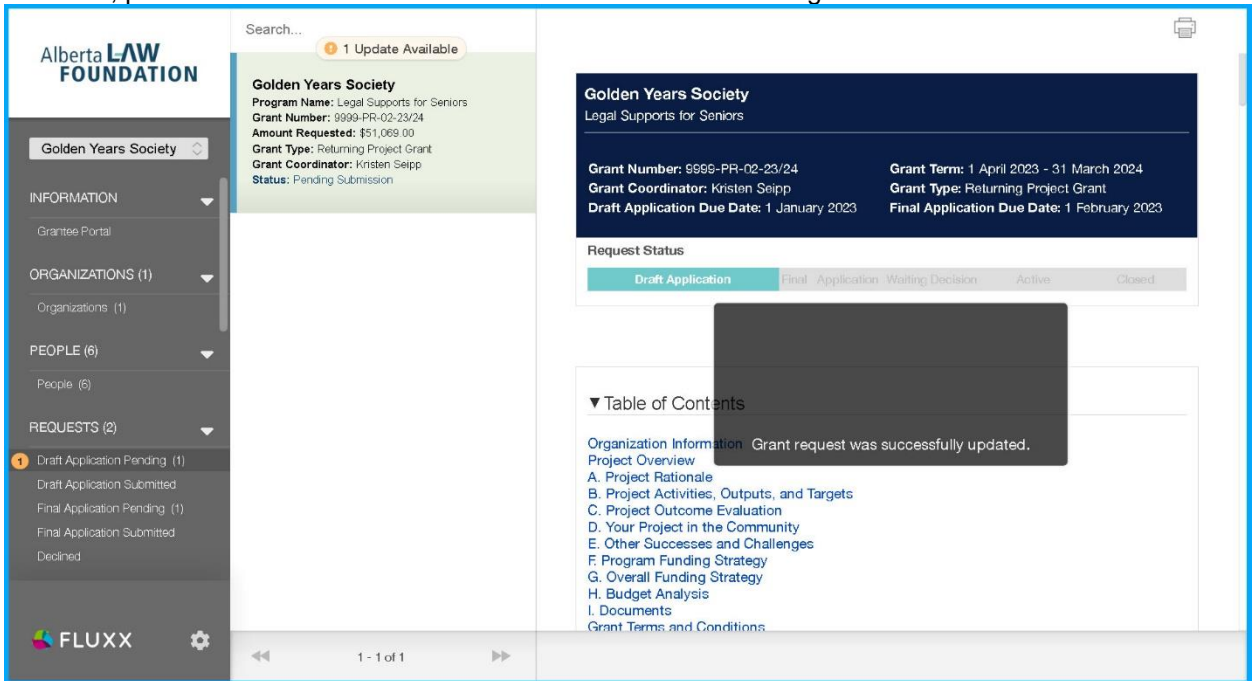 Alberta LAW
FOUNDATION
Golden Years Society
INFORMATION
Grantee Portal
ORGANIZATIONS (1)
Organizations (1)
PEOPLE (6)
People (6)
REQUESTS (2)
1 Draft Application Pending (1)
Draft Application Submitted
Final Application Pending (1)
Final Application Submitted
Declined
FLUXX
Search...
1 Update Available
Golden Years Society
Program Name: Legal Supports for Seniors
Grant Number: 9999-PR-02-23/24
Amount Requested: $51,069.00
Grant Type: Returning Project Grant
Grant Coordinator: Kristen Seipp
Status: Pending Submission
1 - 1 of 1
Golden Years Society
Legal Supports for Seniors
Grant Number: 9999-PR-02-23/24
Grant Term: 1 April 2023 - 31 March 2024
Grant Coordinator: Kristen Seipp
Grant Type: Returning Project Grant
Draft Application Due Date: 1 January 2023
Final Application Due Date: 1 February 2023
Request Status
Draft Application Final Application Waiting Decision Active Closed
Table of Contents
Organization Information
Grant request was successfully updated.
Project Overview
A. Project Rationale
B. Project Activities, Outputs, and Targets
C. Project Outcome Evaluation
D. Your Project in the Community
E. Other Successes and Challenges
F. Program Funding Strategy
G. Overall Funding Strategy
H. Budget Analysis
I. Documents
Grant Terms and Conditions